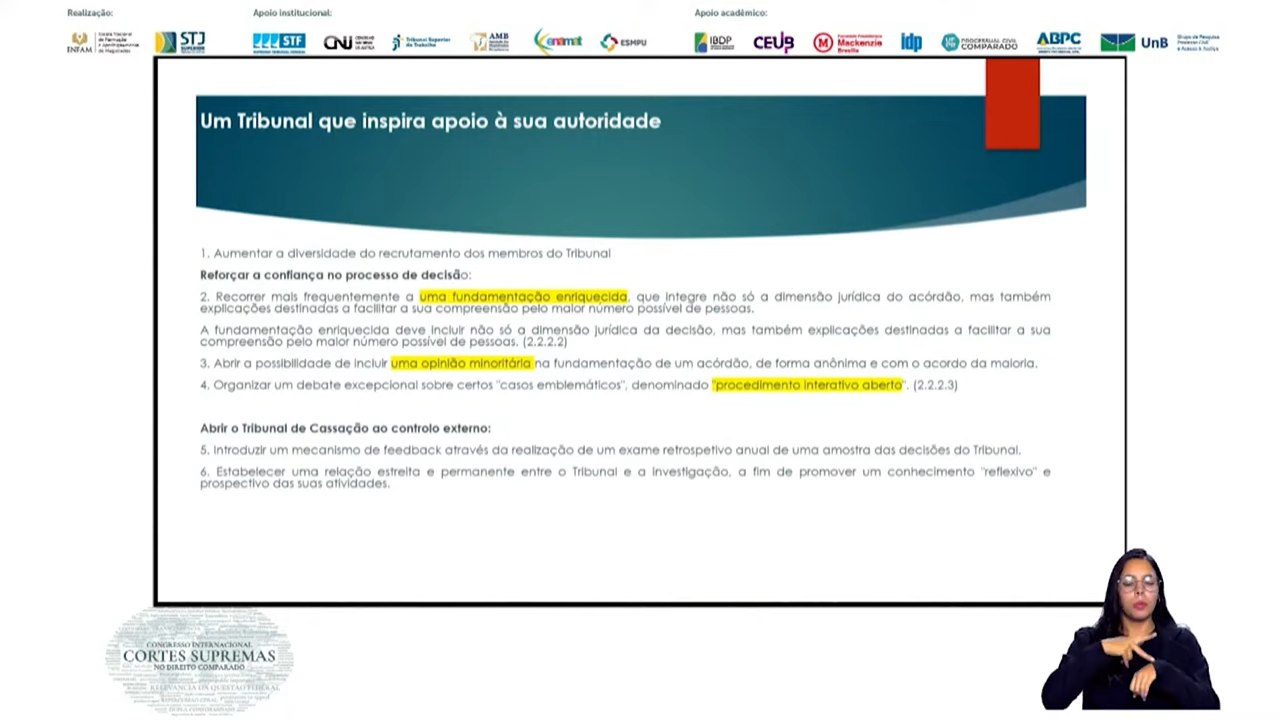 Realização:
Apoio institucional:
Apoio acadêmico:
ENFAM
STJ
STF
CNJ
Tribunal Superior do Trabalho
AMB
enamat
ESMPU
IBDP
CEUB
Mackenzie
Brasília
idp
PROCESSUAL CIVIL
COMPARADO
ABPC
UnB
Um Tribunal que inspira apoio à sua autoridade
1. Aumentar a diversidade do recrutamento dos membros do Tribunal
Reforçar a confiança no processo de decisão:
2. Recorrer mais frequentemente a uma fundamentação enriquecida, que integre não só a dimensão jurídica do acórdão, mas também
explicações destinadas a facilitar a sua compreensão pelo maior número possível de pessoas.
A fundamentação enriquecida deve incluir não só a dimensão jurídica da decisão, mas também explicações destinadas a facilitar a sua
compreensão pelo maior número possível de pessoas. (2.2.2.2)
3. Abrir a possibilidade de incluir uma opinião minoritária na fundamentação de um acórdão, de forma anônima e com o acordo da maioria.
4. Organizar um debate excepcional sobre certos "casos emblemáticos", denominado "procedimento interativo aberto". (2.2.2.3)
Abrir o Tribunal de Cassação ao controlo externo:
5. Introduzir um mecanismo de feedback através da realização de um exame retrospetivo anual de uma amostra das decisões do Tribunal.
6. Estabelecer uma relação estreita e permanente entre o Tribunal e a investigação, a fim de promover um conhecimento "reflexivo" e
prospectivo das suas atividades.
CONGRESSO INTERNACIONAL
CORTES SUPREMAS
NO DIREITO COMPARADO
RELEVANCIA DA QUESTAO FEDERAL